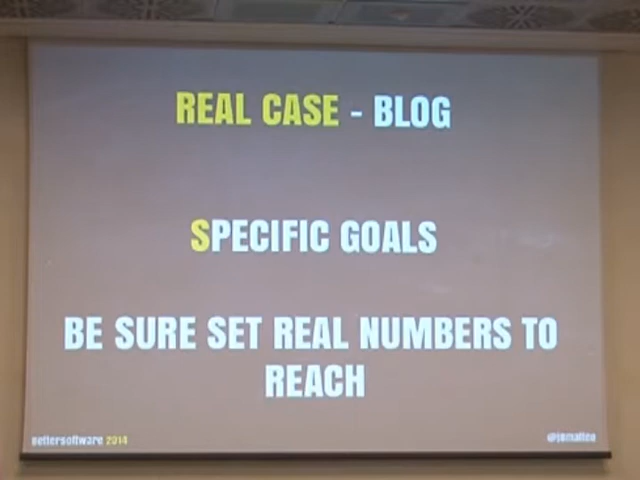 REAL CASE - BLOG
SPECIFIC GOALS
BE SURE SET REAL NUMBERS TO
REACH
bettersoftware 2014